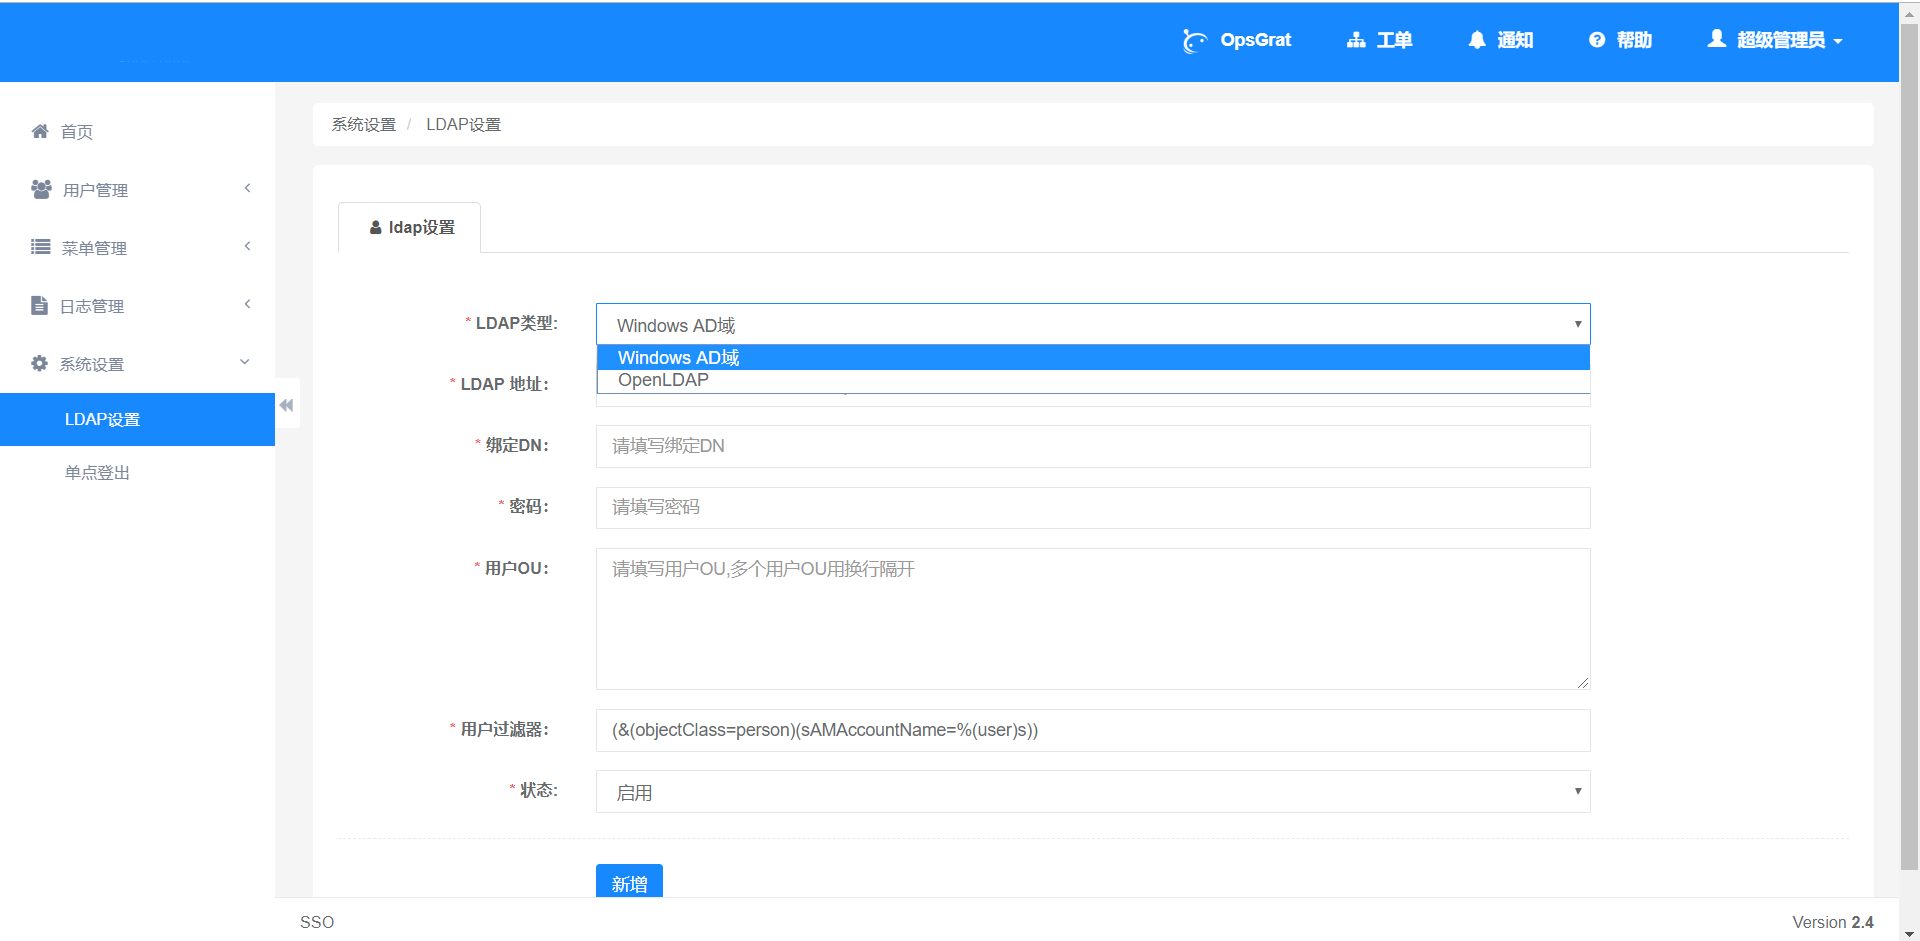 OpsGrat
工单
通知
帮助
超级管理员
首页
用户管理
菜单管理
日志管理
系统设置
LDAP设置
单点登出
系统设置 / LDAP设置
ldap设置
* LDAP类型:
Windows AD域
Windows AD域
OpenLDAP
* LDAP 地址：
* 绑定DN：
请填写绑定DN
* 密码：
请填写密码
* 用户OU：
请填写用户OU,多个用户OU用换行隔开
* 用户过滤器：
(&(objectClass=person)(sAMAccountName=%(user)s))
* 状态:
启用
新增
SSO
Version 2.4